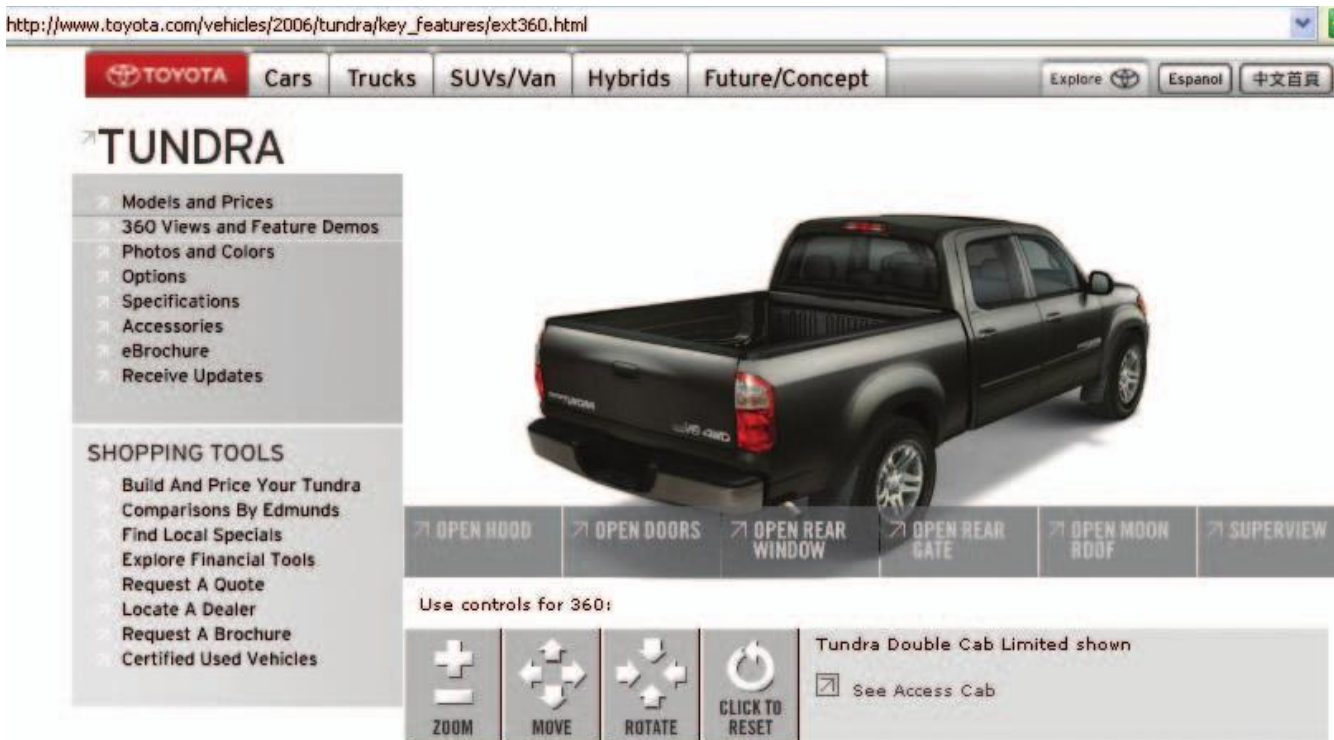 http://www.toyota.com/vehicles/2006/tundra/key_features/ext360.html
TOYOTA Cars Trucks SUVs/Van Hybrids Future/Concept Explore Espanol 中文首頁
TUNDRA
Models and Prices
360 Views and Feature Demos
Photos and Colors
Options
Specifications
Accessories
eBrochure
Receive Updates
SHOPPING TOOLS
Build And Price Your Tundra
Comparisons By Edmunds
Find Local Specials
Explore Financial Tools
Request A Quote
Locate A Dealer
Request A Brochure
Certified Used Vehicles
TUNDRA
V8 4WD
OPEN HOOD
OPEN DOORS
OPEN REAR
WINDOW
OPEN REAR
GATE
OPEN MOON
ROOF
SUPERVIEW
Use controls for 360:
ZOOM
MOVE
ROTATE
CLICK TO
RESET
Tundra Double Cab Limited shown
See Access Cab